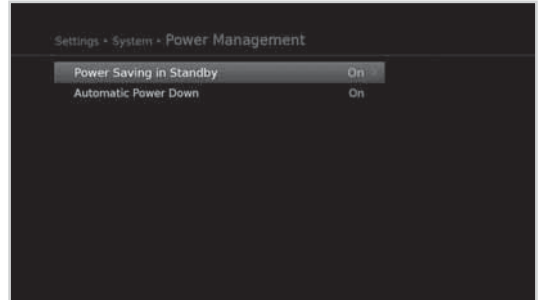 Settings • System • Power Management
Power Saving in Standby On >
Automatic Power Down On